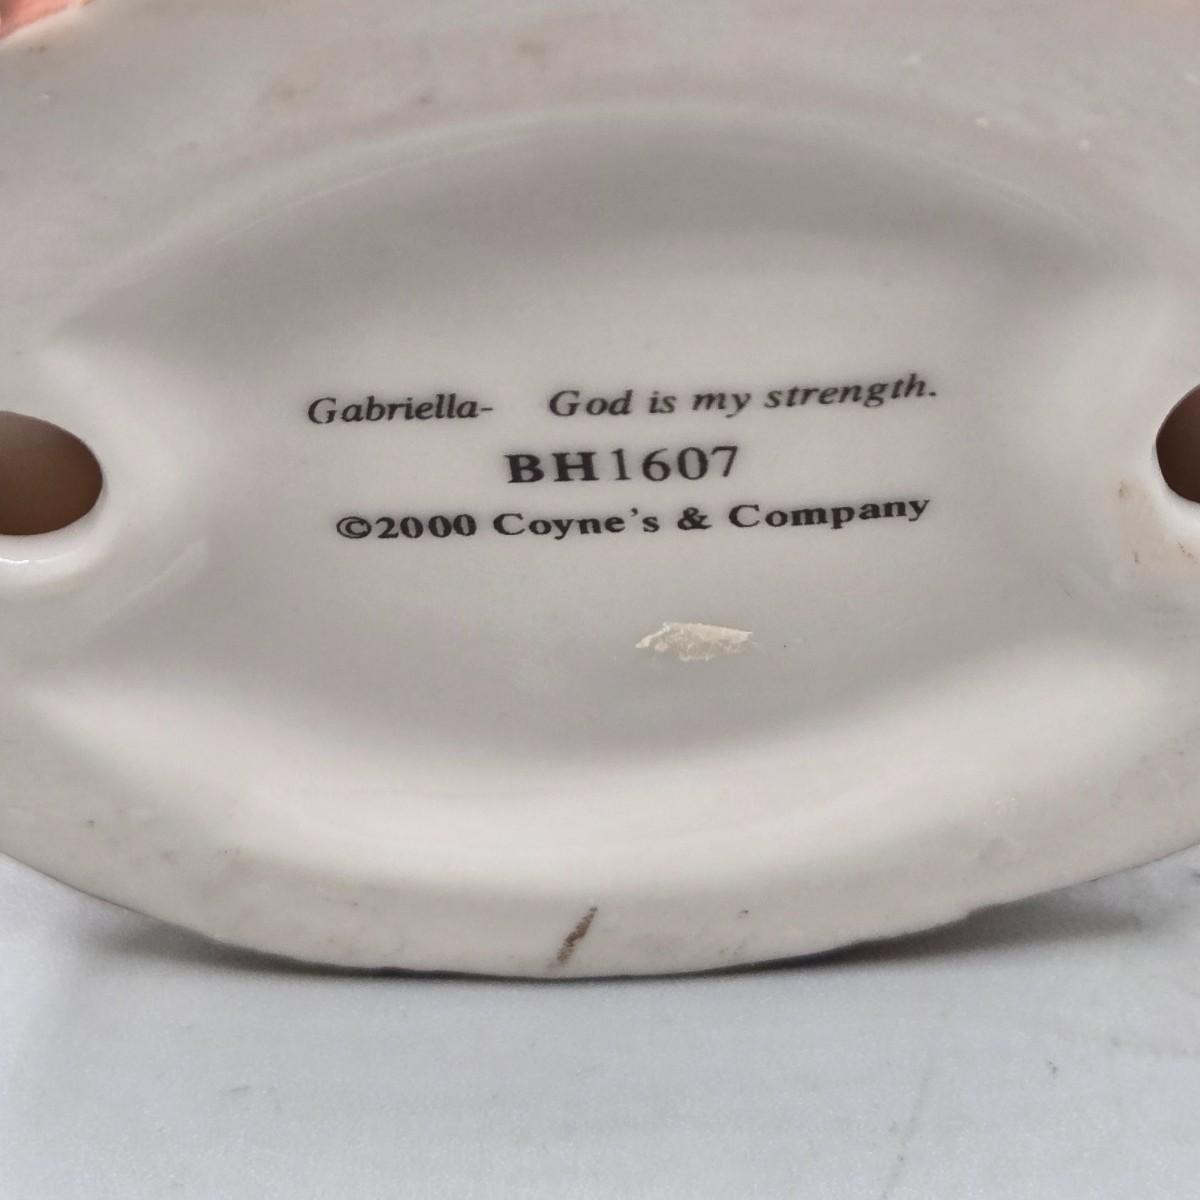 Gabriella- God is my strength.
BH1607
©2000 Coyne's & Company